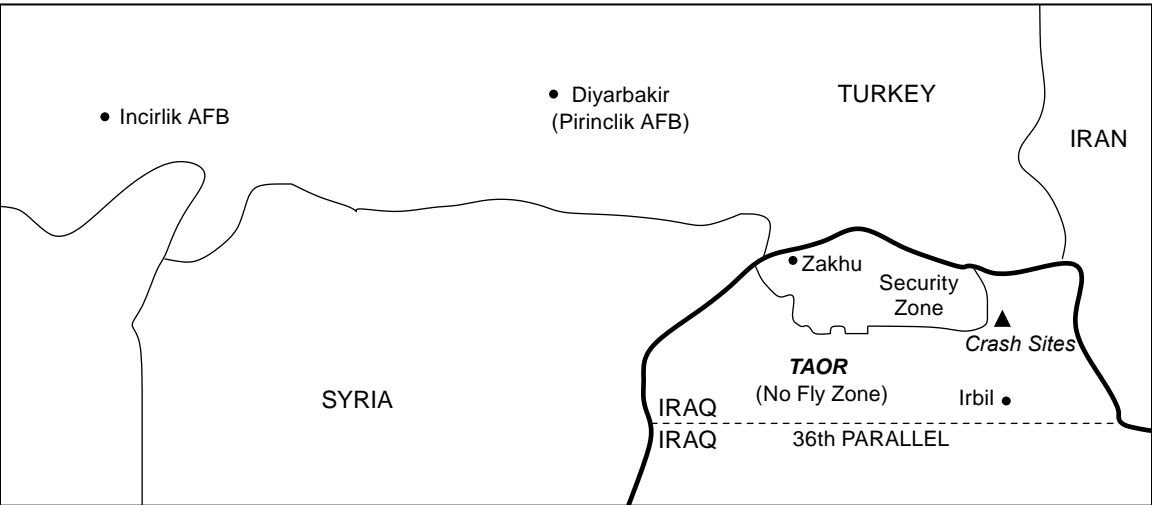 Incirlik AFB
Diyarbakir
(Pirinclik AFB)
TURKEY
IRAN
Zakhu
Security
Zone
Crash Sites
TAOR
(No Fly Zone)
Irbil
SYRIA
IRAQ
IRAQ
36th PARALLEL